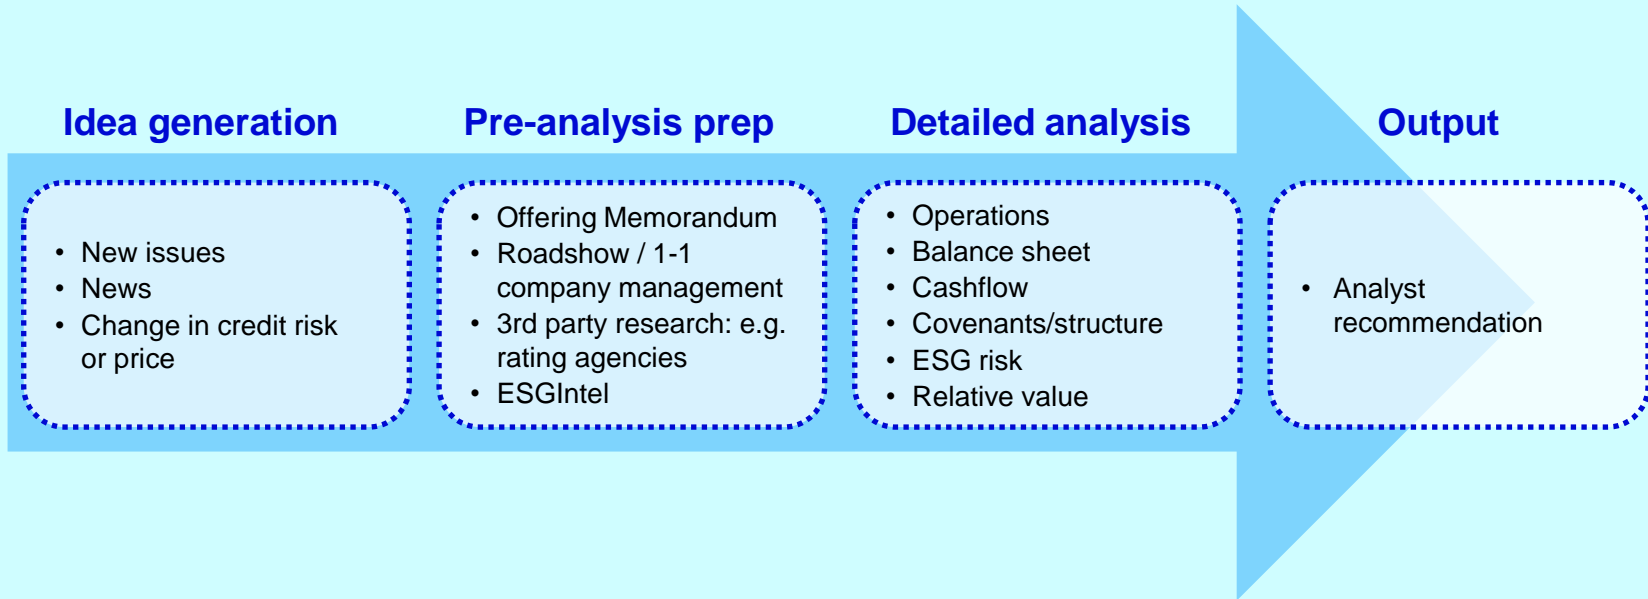 Idea generation
• New issues
• News
• Change in credit risk
or price
Pre-analysis prep
• Offering Memorandum
• Roadshow / 1-1
company management
• 3rd party research: e.g.
rating agencies
• ESGIntel
Detailed analysis
• Operations
• Balance sheet
• Cashflow
• Covenants/structure
• ESG risk
• Relative value
Output
• Analyst
recommendation